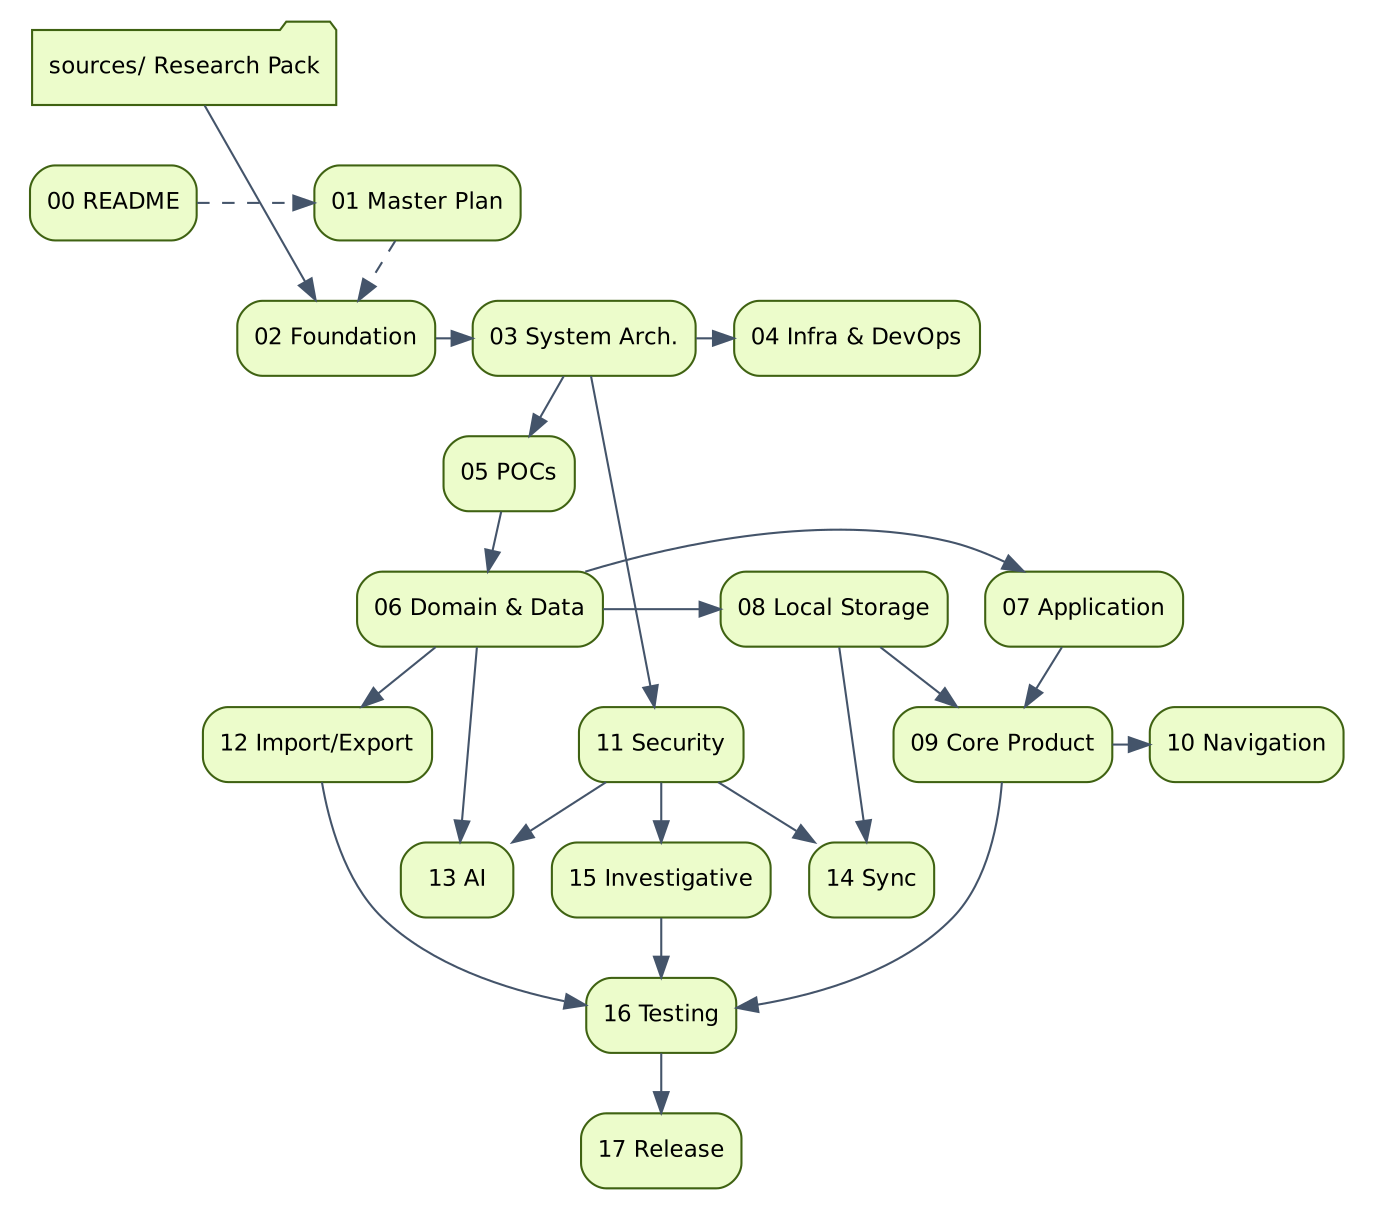 sources/ Research Pack
00 README
01 Master Plan
02 Foundation
03 System Arch.
04 Infra & DevOps
05 POCs
06 Domain & Data
08 Local Storage
07 Application
12 Import/Export
11 Security
09 Core Product
10 Navigation
13 AI
15 Investigative
14 Sync
16 Testing
17 Release